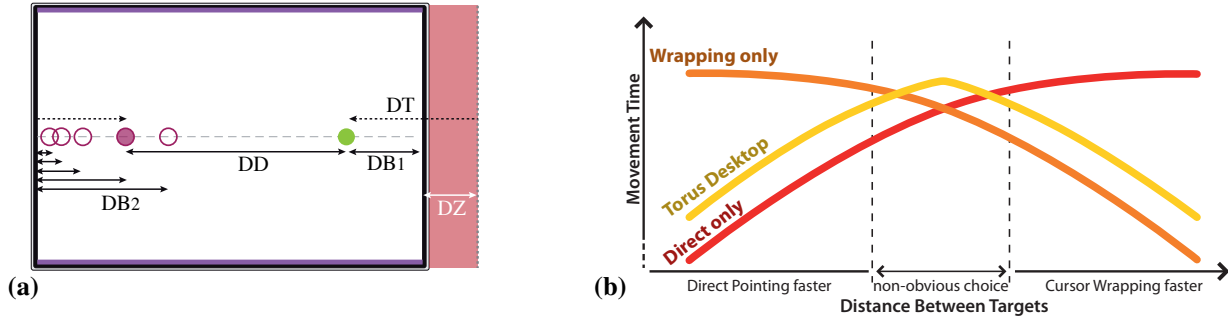 DT
DD
DB1
DB2
DZ
(a)
Movement Time
Wrapping only
Torus Desktop
Direct only
Direct Pointing faster
non-obvious choice
Cursor Wrapping faster
Distance Between Targets
(b)